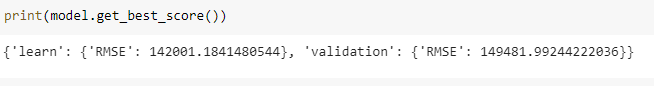 print(model.get_best_score())
{'learn': {'RMSE': 142001.1841480544}, 'validation': {'RMSE': 149481.99244222036}}